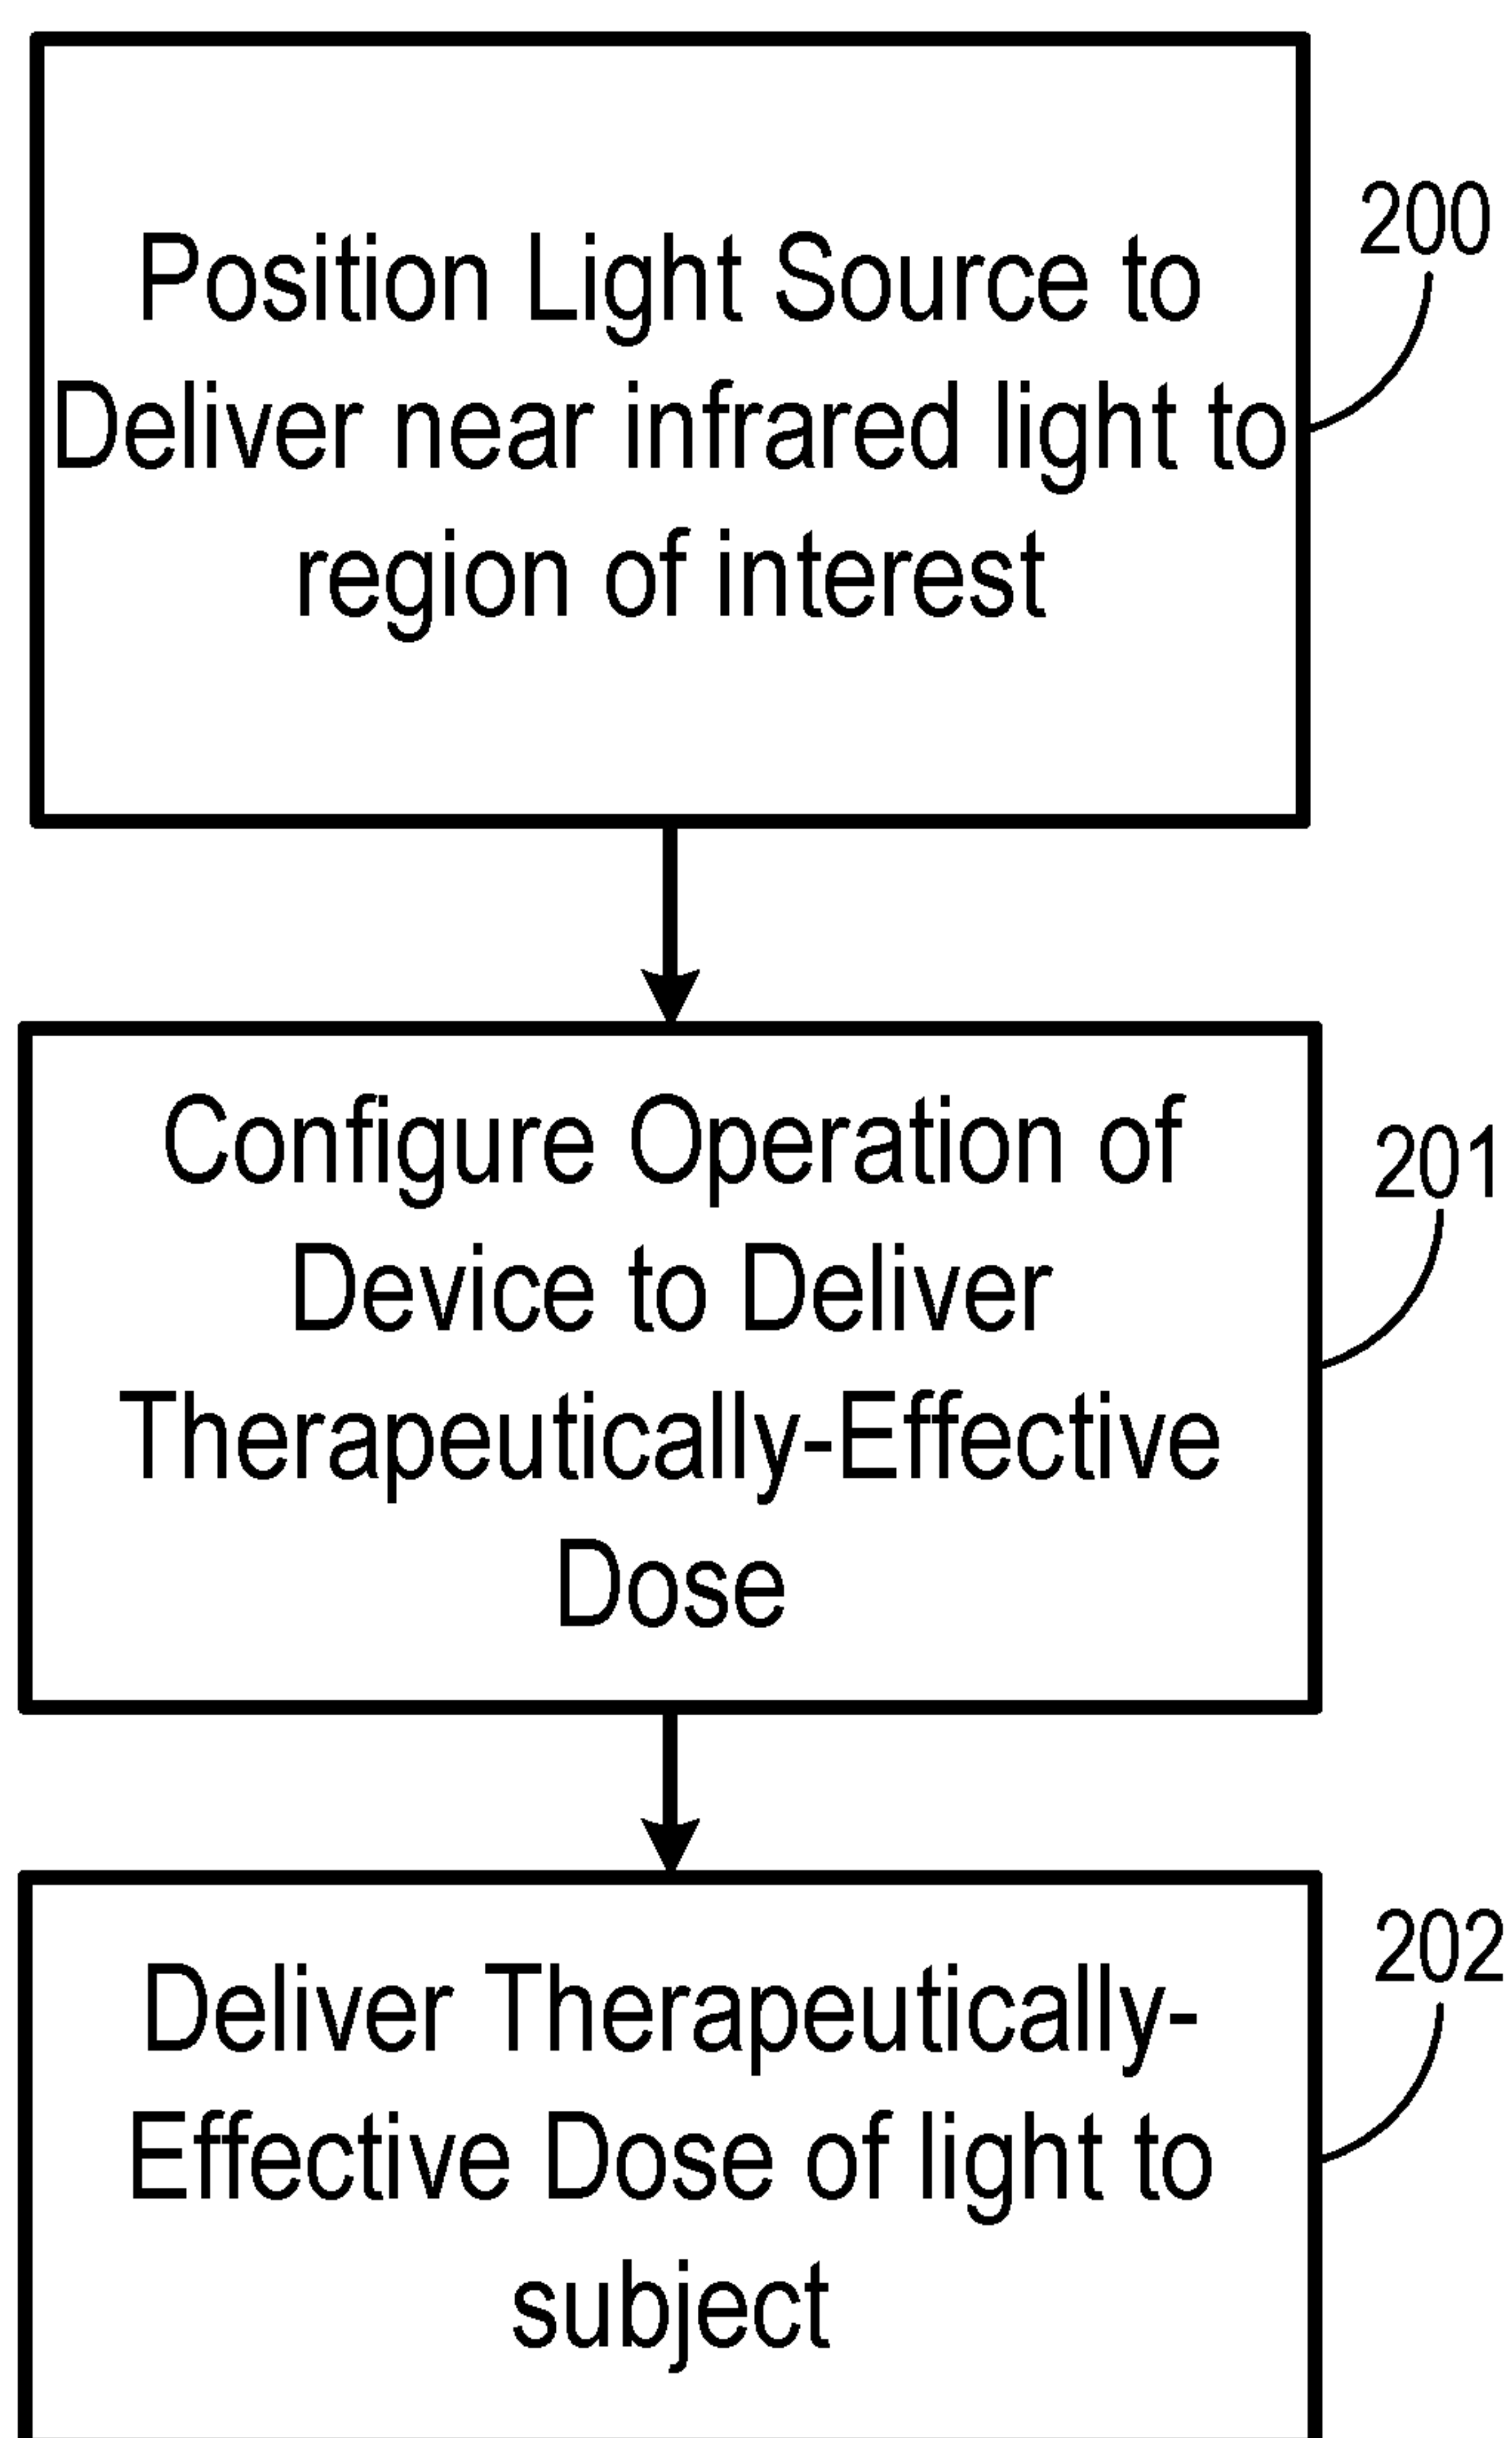 Position Light Source to
Deliver near infrared light to
region of interest
200
Configure Operation of
Device to Deliver
Therapeutically-Effective
Dose
201
Deliver Therapeutically-
Effective Dose of light to
subject
202